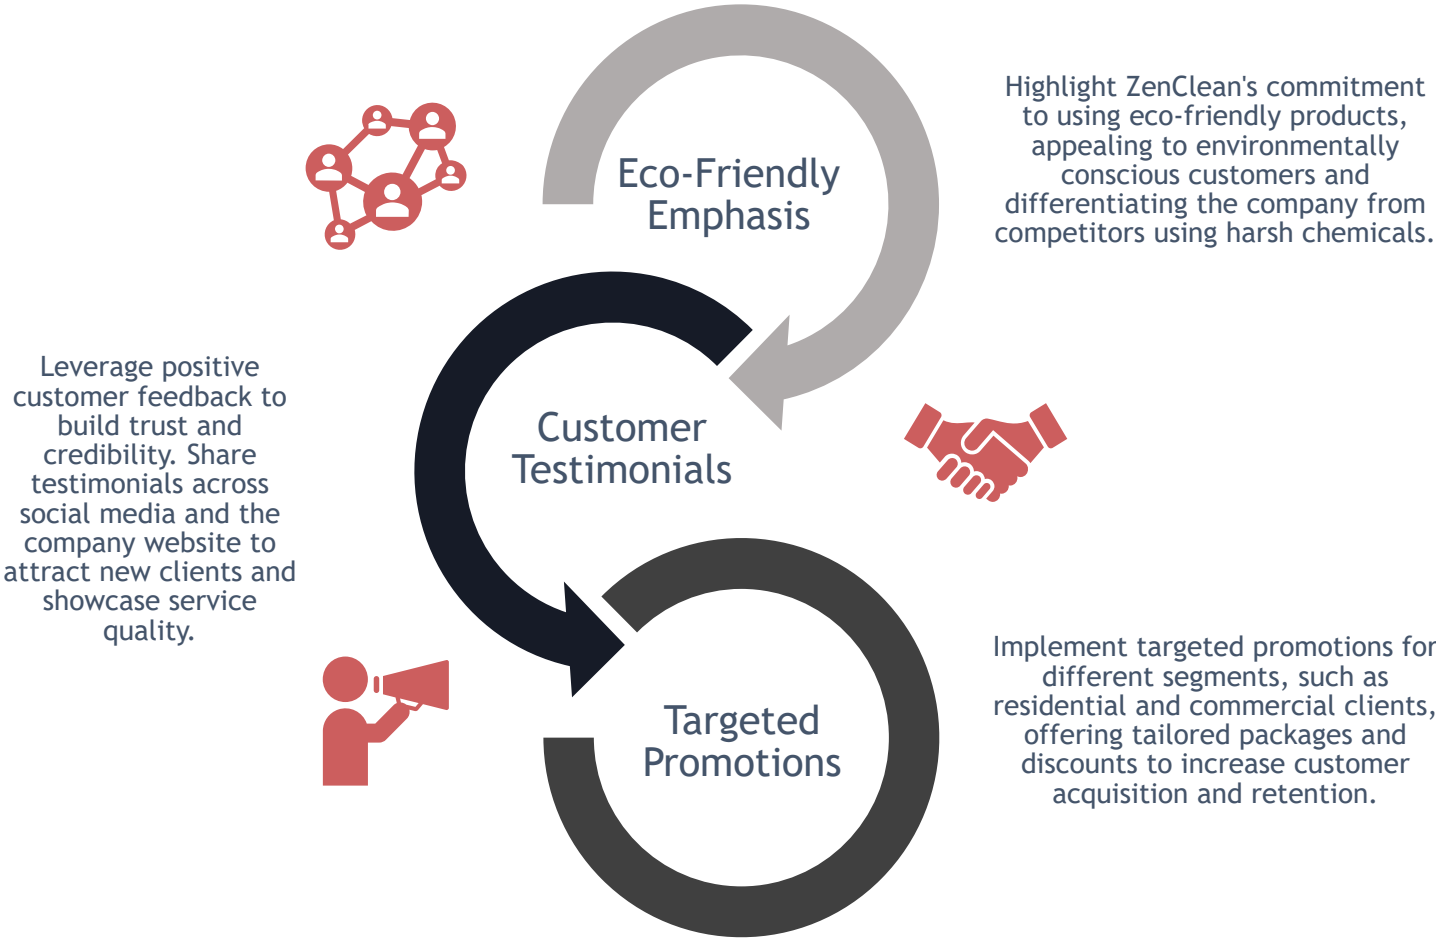 Eco-Friendly
Emphasis
Highlight ZenClean's commitment
to using eco-friendly products,
appealing to environmentally
conscious customers and
differentiating the company from
competitors using harsh chemicals.
Customer
Testimonials
Leverage positive
customer feedback to
build trust and
credibility. Share
testimonials across
social media and the
company website to
attract new clients and
showcase service
quality.
Targeted
Promotions
Implement targeted promotions for
different segments, such as
residential and commercial clients,
offering tailored packages and
discounts to increase customer
acquisition and retention.